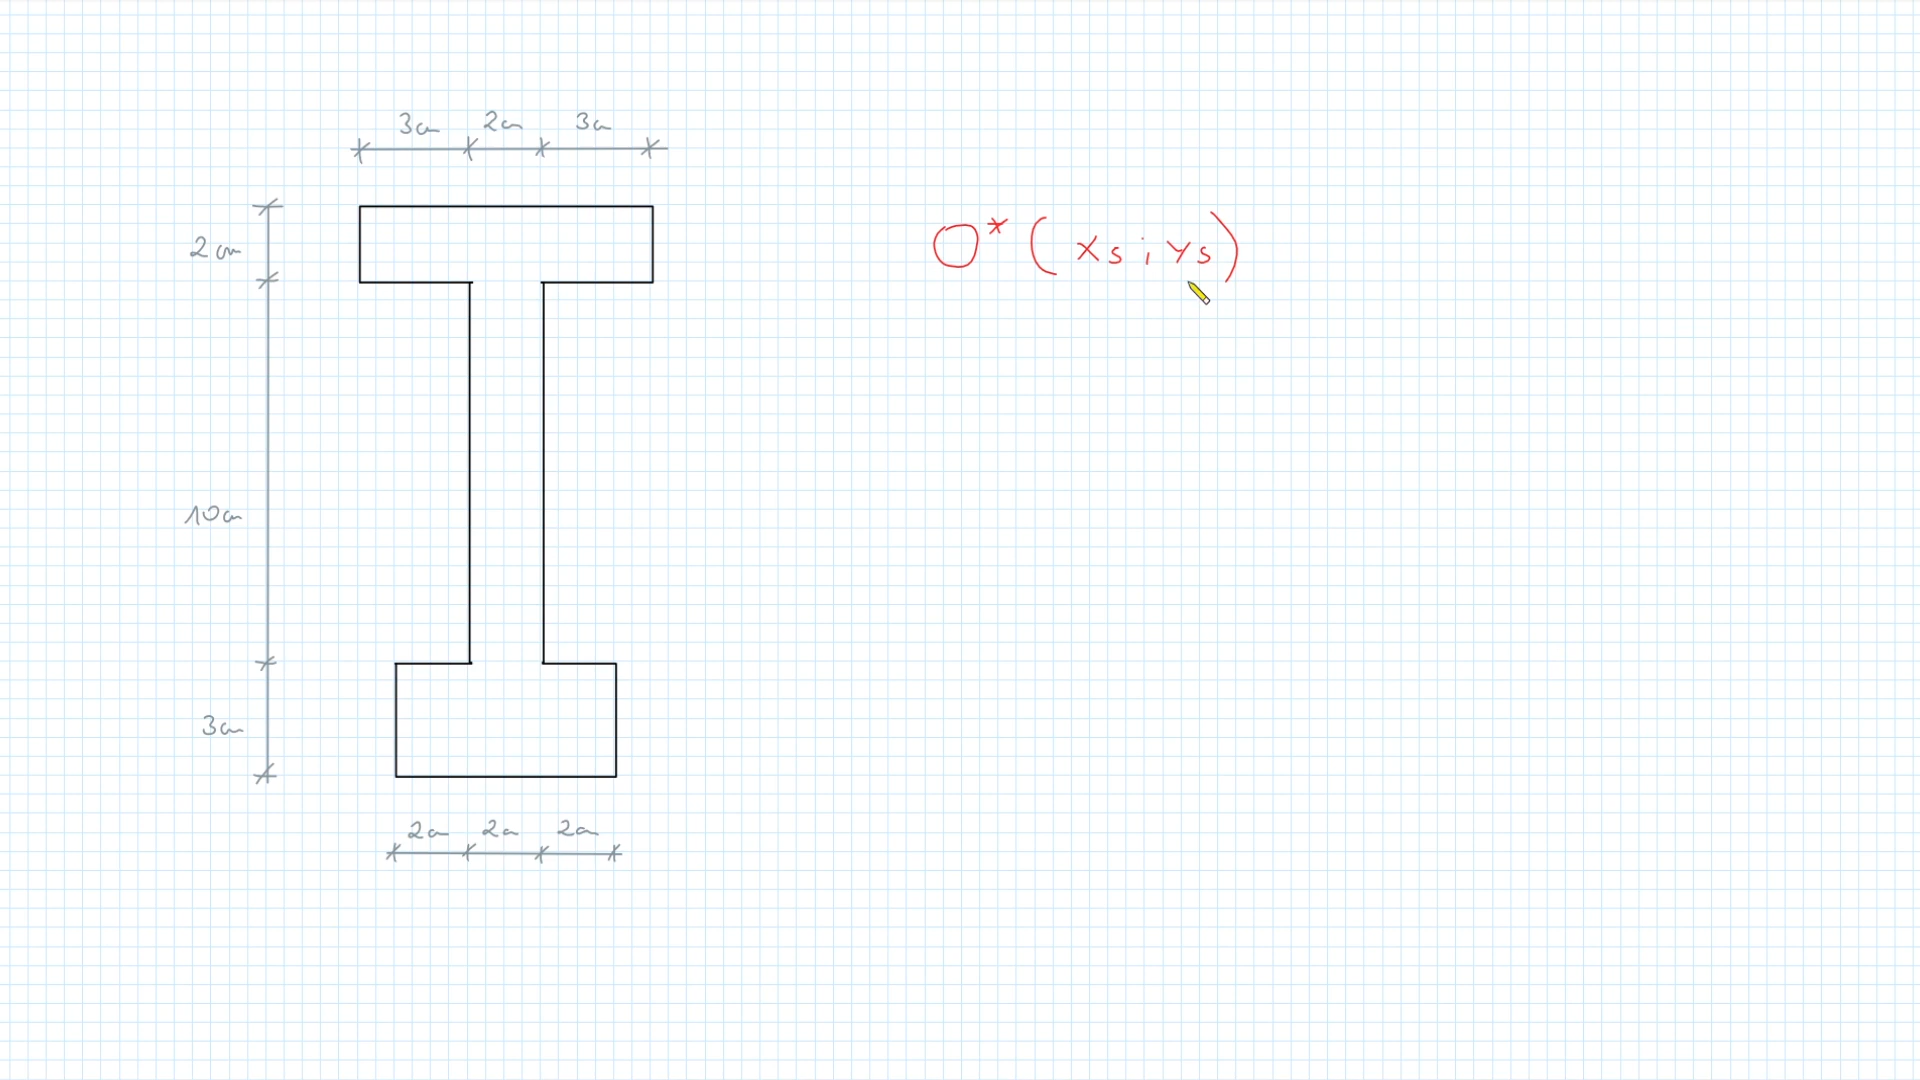 3cm 2cm 3cm
2cm
O* (Xs ; Ys)
10cm
3cm
2cm 2cm 2cm